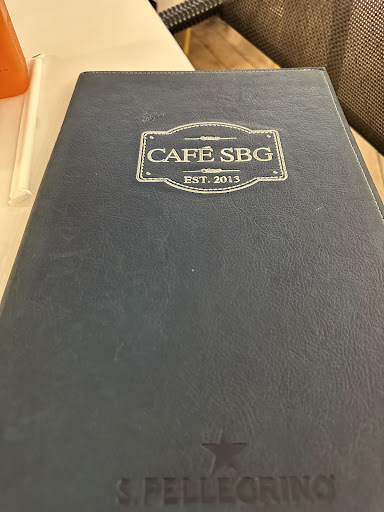 CAFÉ SBG
EST. 2013
S.PELLEGRINO